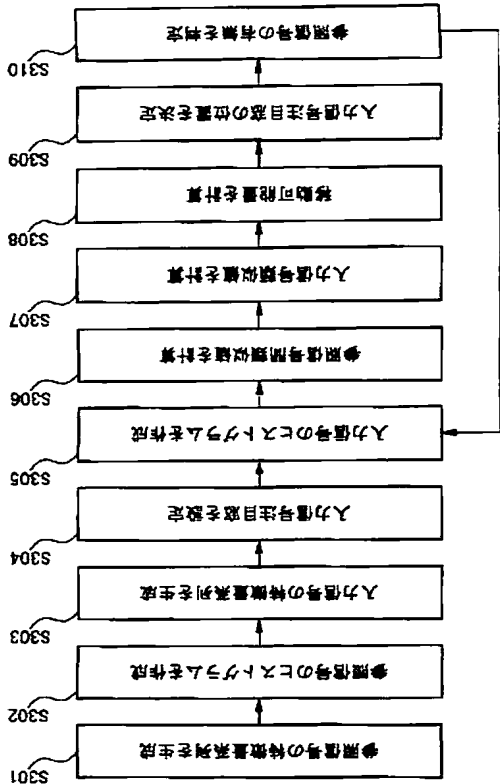 参照信号の特徴量系列を生成
S301
参照信号のヒストグラムを作成
S302
入力信号の特徴量系列を生成
S303
入力信号注目窓を設定
S304
入力信号のヒストグラムを作成
S305
参照信号間類似値を計算
S306
入力信号類似値を計算
S307
移動可能量を計算
S308
入力信号注目窓の位置を決定
S309
参照信号の有無を判定
S310